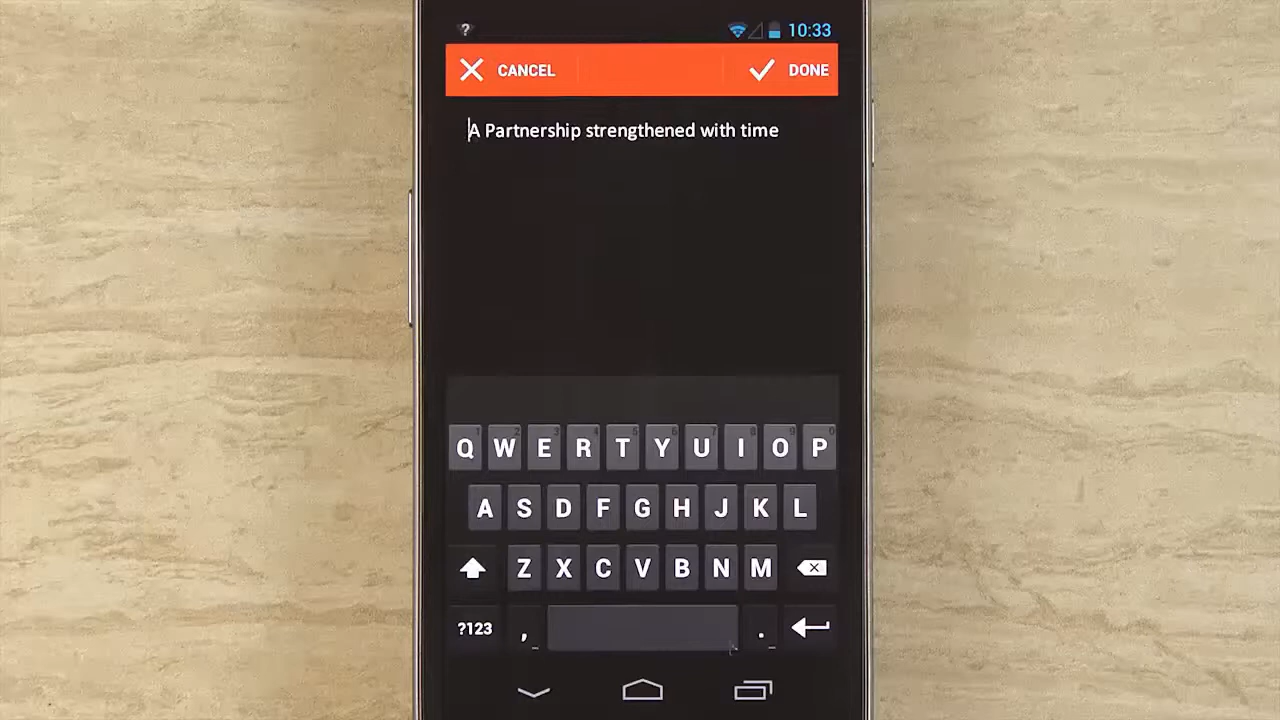 10:33
CANCEL DONE
A Partnership strengthened with time
Q W E R T Y U I O P
A S D F G H J K L
Z X C V B N M
?123 , .